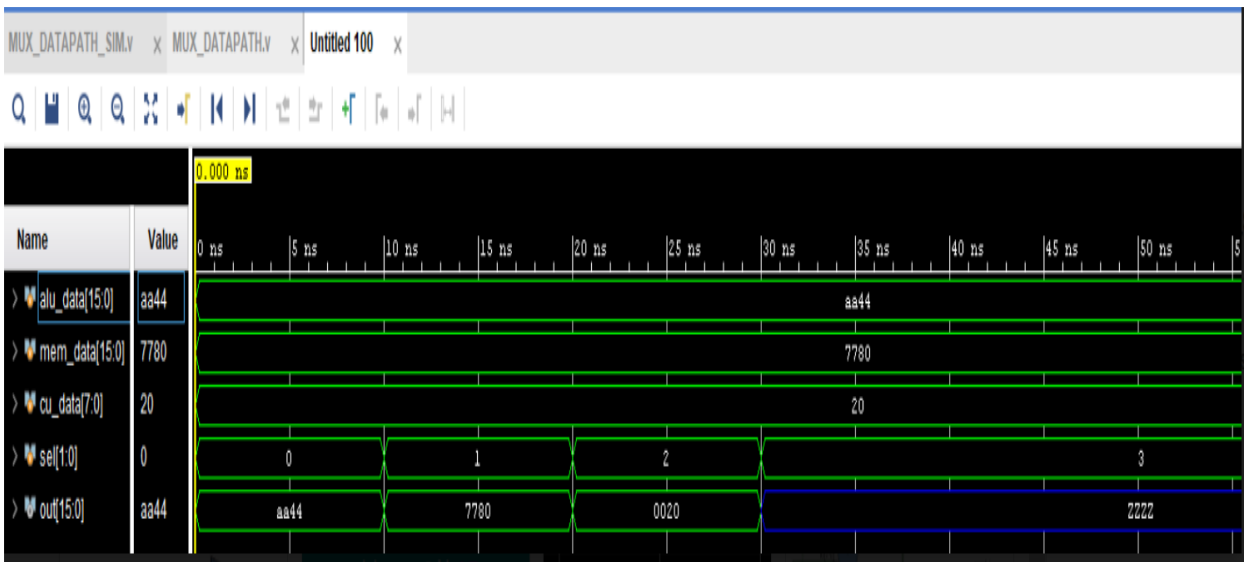 MUX_DATAPATH_SIM.v x MUX_DATAPATH.v x Untitled 100 x
0.000 ns
Name Value 0 ns 5 ns 10 ns 15 ns 20 ns 25 ns 30 ns 35 ns 40 ns 45 ns 50 ns 5
alu_data[15:0] aa44 aa44
mem_data[15:0] 7780 7780
cu_data[7:0] 20 20
sel[1:0] 0 0 1 2 3
out[15:0] aa44 aa44 7780 0020 ZZZZ